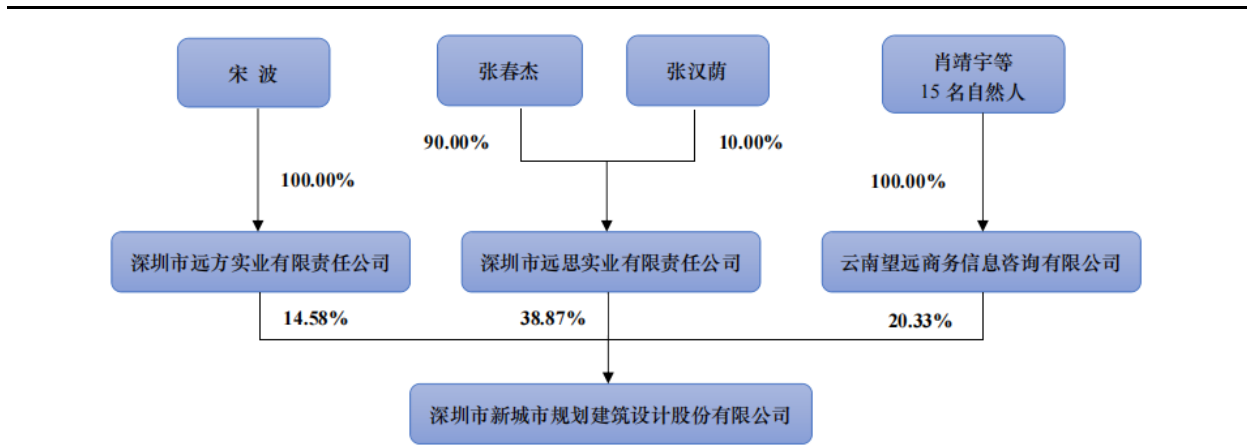 宋 波
张春杰
张汉荫
肖靖宇等
15 名自然人
90.00%
10.00%
100.00%
100.00%
深圳市远方实业有限责任公司
深圳市远思实业有限责任公司
云南望远商务信息咨询有限公司
14.58%
38.87%
20.33%
深圳市新城市规划建筑设计股份有限公司